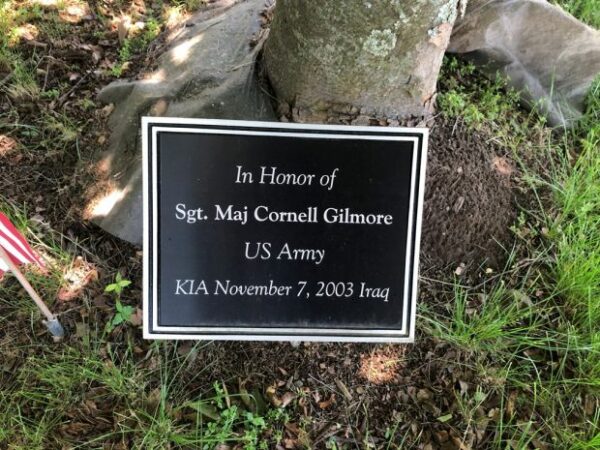 In Honor of
Sgt. Maj Cornell Gilmore
US Army
KIA November 7, 2003 Iraq